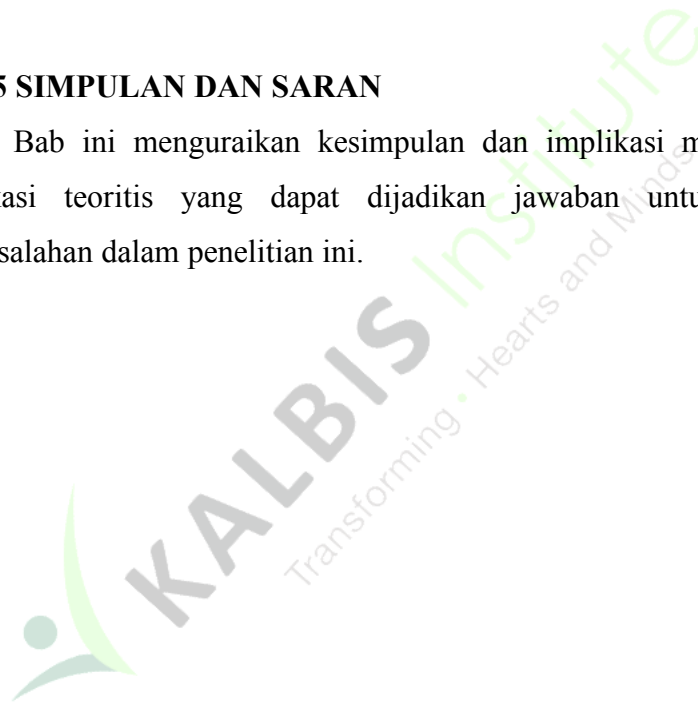 5 SIMPULAN DAN SARAN
Bab ini menguraikan kesimpulan dan implikasi m
asi teoritis yang dapat dijadikan jawaban untu
salahan dalam penelitian ini.
KALBIS Institute
Transforming • Hearts and Minds